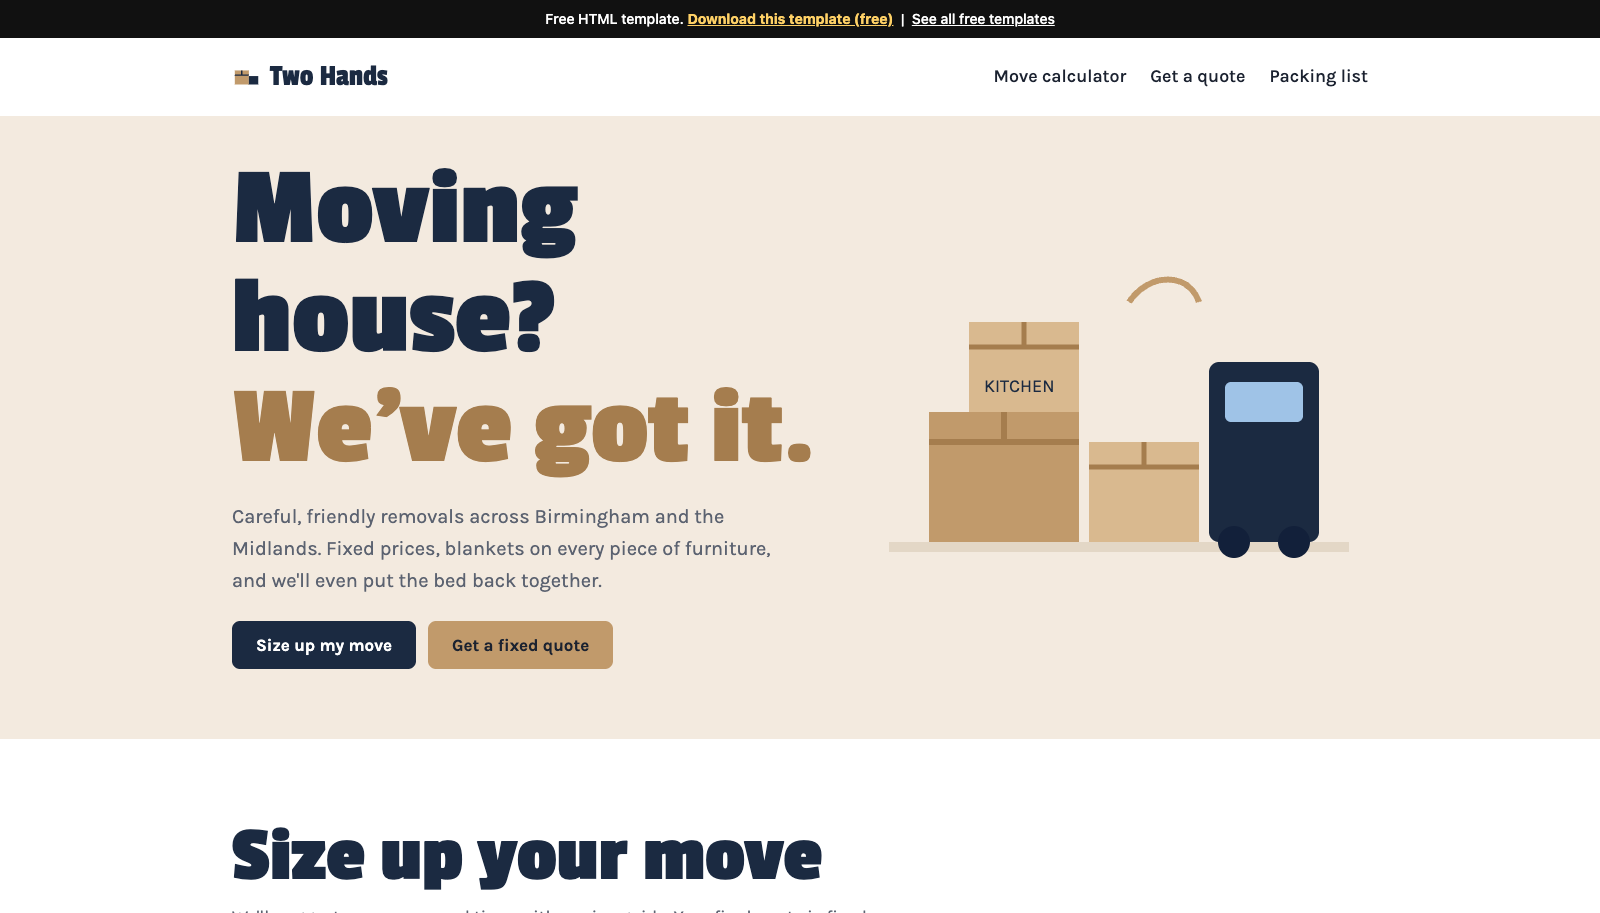 Free HTML template. Download this template (free) | See all free templates
Two Hands
Move calculator Get a quote Packing list
Moving
house?
We’ve got it.
Careful, friendly removals across Birmingham and the
Midlands. Fixed prices, blankets on every piece of furniture,
and we'll even put the bed back together.
Size up my move Get a fixed quote
KITCHEN
Size up your move